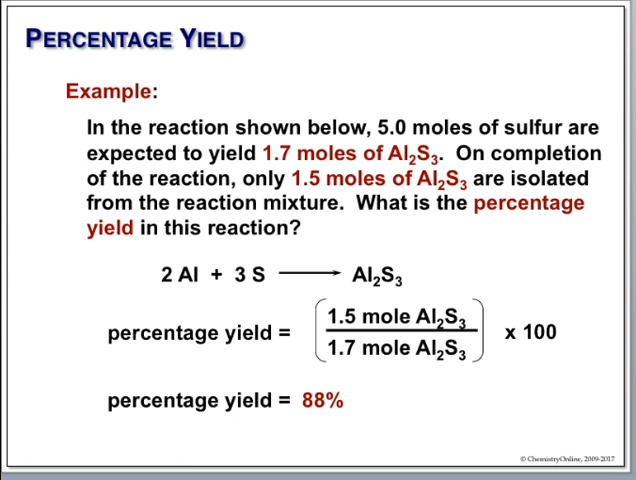 PERCENTAGE YIELD
Example:
In the reaction shown below, 5.0 moles of sulfur are
expected to yield 1.7 moles of Al₂S₃. On completion
of the reaction, only 1.5 moles of Al₂S₃ are isolated
from the reaction mixture. What is the percentage
yield in this reaction?
2 Al + 3 S ⟶ Al₂S₃
1.5 mole Al₂S₃
percentage yield = x 100
1.7 mole Al₂S₃
percentage yield = 88%
© ChemistryOnline, 2009-2017